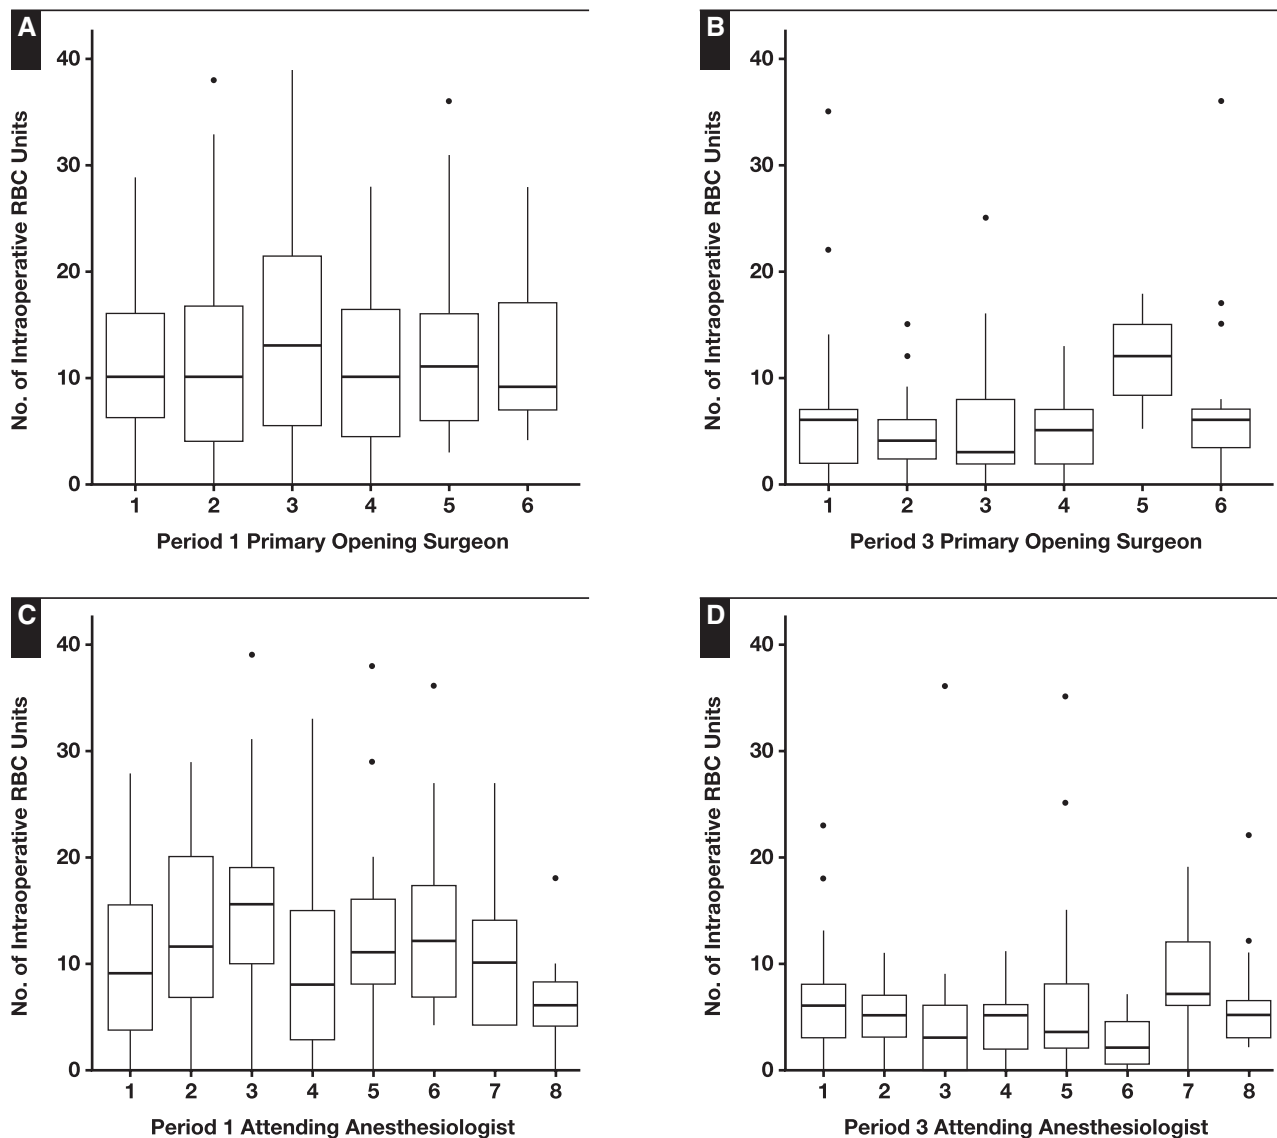 A
No. of Intraoperative RBC Units
40
30
20
10
0
1 2 3 4 5 6
Period 1 Primary Opening Surgeon
B
No. of Intraoperative RBC Units
40
30
20
10
0
1 2 3 4 5 6
Period 3 Primary Opening Surgeon
C
No. of Intraoperative RBC Units
40
30
20
10
0
1 2 3 4 5 6 7 8
Period 1 Attending Anesthesiologist
D
No. of Intraoperative RBC Units
40
30
20
10
0
1 2 3 4 5 6 7 8
Period 3 Attending Anesthesiologist